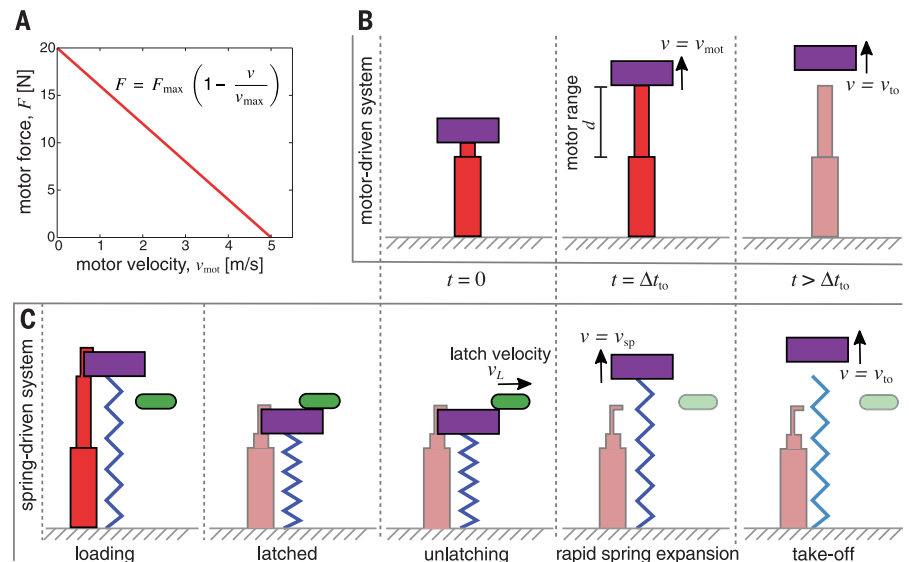 A
20
15
10
5
0
motor force, F [N]
F = Fmax (1 - v/vmax)
0 1 2 3 4 5
motor velocity, vmot [m/s]
B
motor-driven system
motor range
d
v = vmot
v = vto
t = 0
t = Δtto
t > Δtto
C
spring-driven system
latch velocity
vL
v = vsp
v = vto
loading
latched
unlatching
rapid spring expansion
take-off